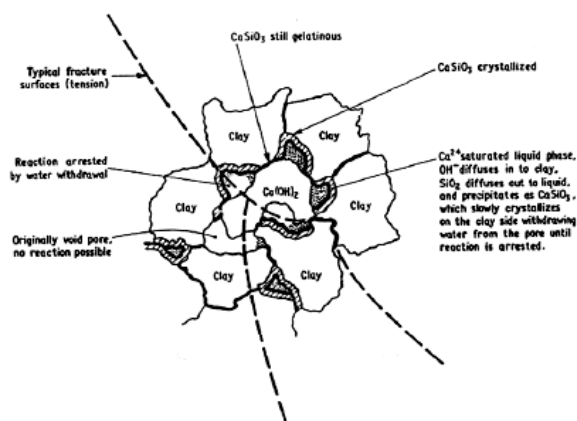 CaSiO3 still gelatinous
Typical fracture
surfaces (tension)
CaSiO3 crystallized
Clay
Clay
Reaction arrested
by water withdrawal
Clay
Ca(OH)2
Ca2+ saturated liquid phase,
OH- diffuses in to clay,
SiO2 diffuses out to liquid,
and precipitates as CaSiO3,
which slowly crystallizes
on the clay side withdrawing
water from the pore until
reaction is arrested.
Clay
Originally void pore,
no reaction possible
Clay
Clay